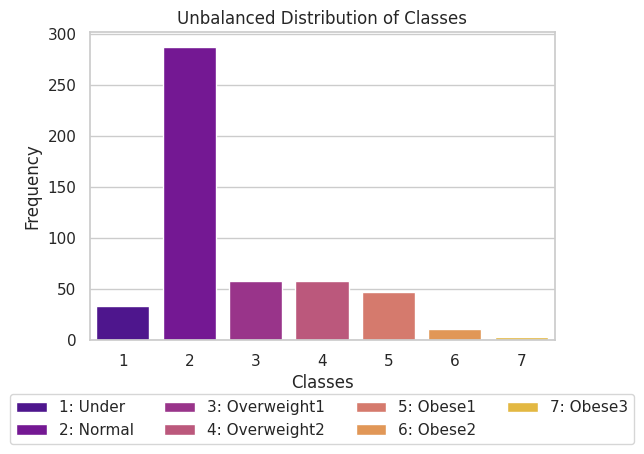 Unbalanced Distribution of Classes
300
250
200
150
100
50
0
Frequency
1 2 3 4 5 6 7
Classes
1: Under 3: Overweight1 5: Obese1 7: Obese3
2: Normal 4: Overweight2 6: Obese2